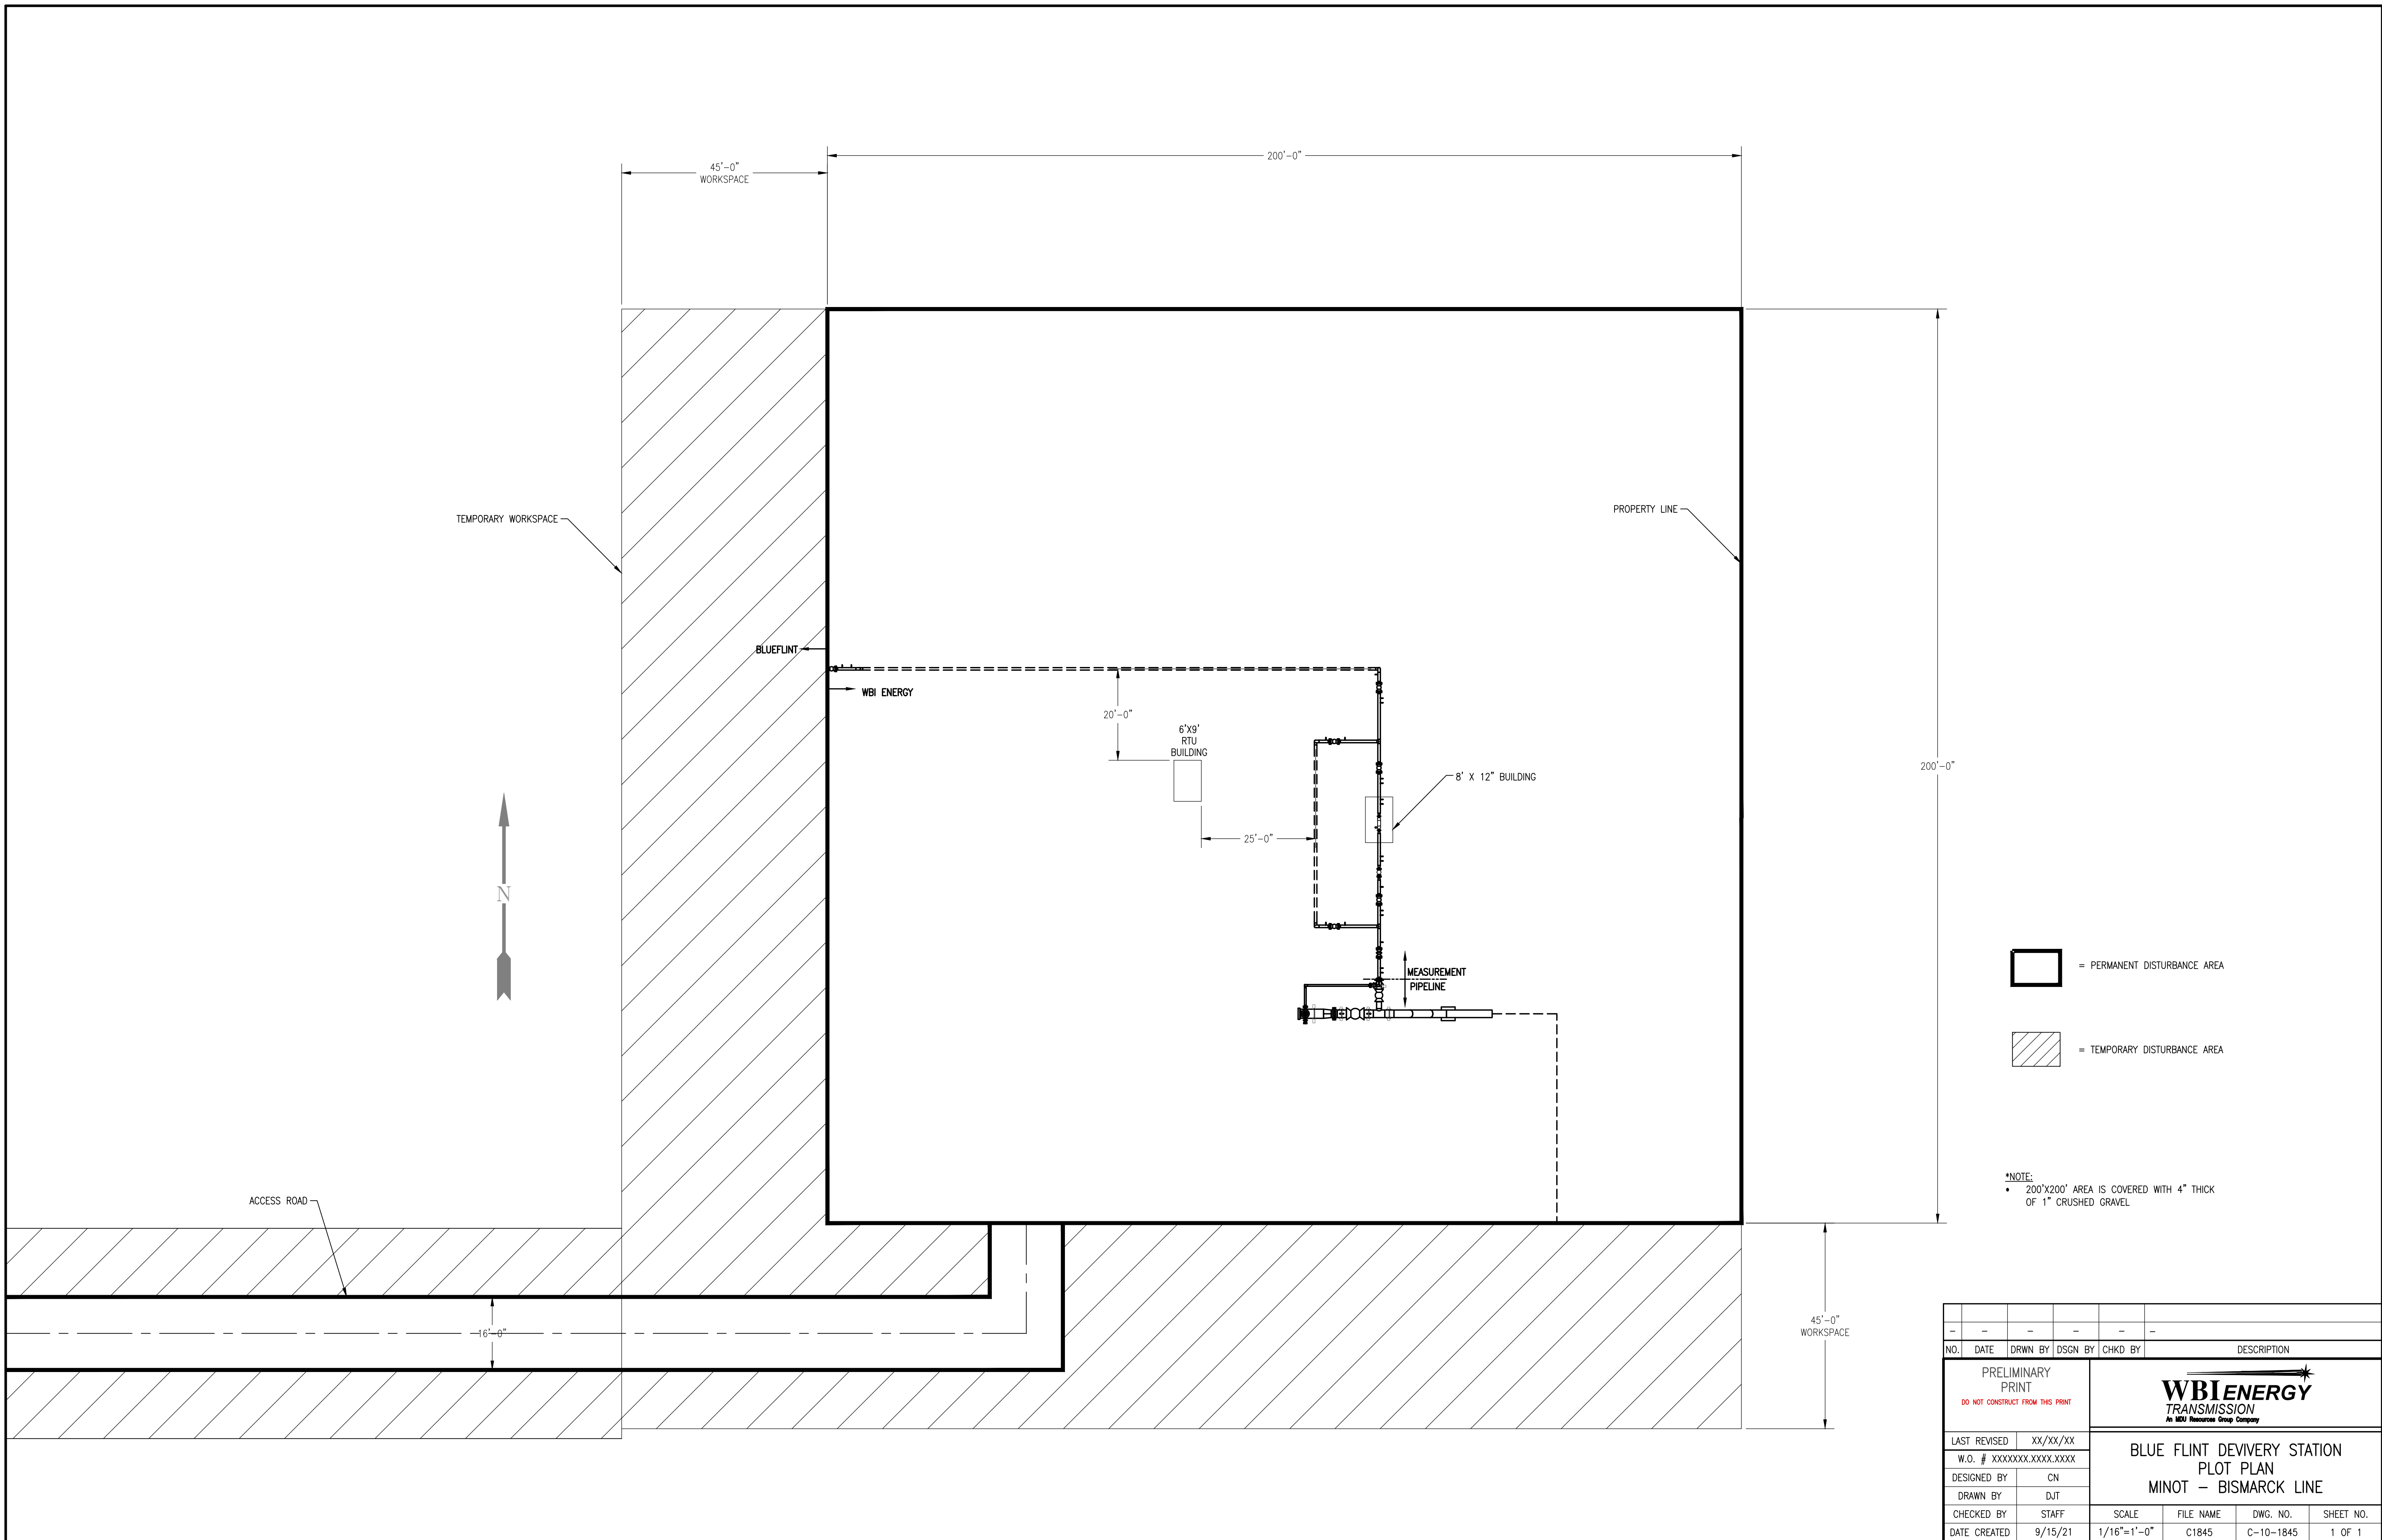 200'-0"
45'-0"
WORKSPACE
TEMPORARY WORKSPACE
PROPERTY LINE
BLUEFLINT
WBI ENERGY
20'-0"
6'X9'
RTU
BUILDING
8' X 12" BUILDING
200'-0"
25'-0"
N
MEASUREMENT
PIPELINE
= PERMANENT DISTURBANCE AREA
= TEMPORARY DISTURBANCE AREA
*NOTE:
• 200'X200' AREA IS COVERED WITH 4" THICK
OF 1" CRUSHED GRAVEL
ACCESS ROAD
16'-0"
45'-0"
WORKSPACE
- - - - - -
NO. DATE DRWN BY DSGN BY CHKD BY DESCRIPTION
PRELIMINARY
PRINT
DO NOT CONSTRUCT FROM THIS PRINT
WBI ENERGY
TRANSMISSION
An MDU Resources Group Company
LAST REVISED XX/XX/XX
W.O. # XXXXXXX.XXXX.XXXX
DESIGNED BY CN
DRAWN BY DJT
CHECKED BY STAFF
DATE CREATED 9/15/21
BLUE FLINT DEVIVERY STATION
PLOT PLAN
MINOT - BISMARCK LINE
SCALE FILE NAME DWG. NO. SHEET NO.
1/16"=1'-0" C1845 C-10-1845 1 OF 1